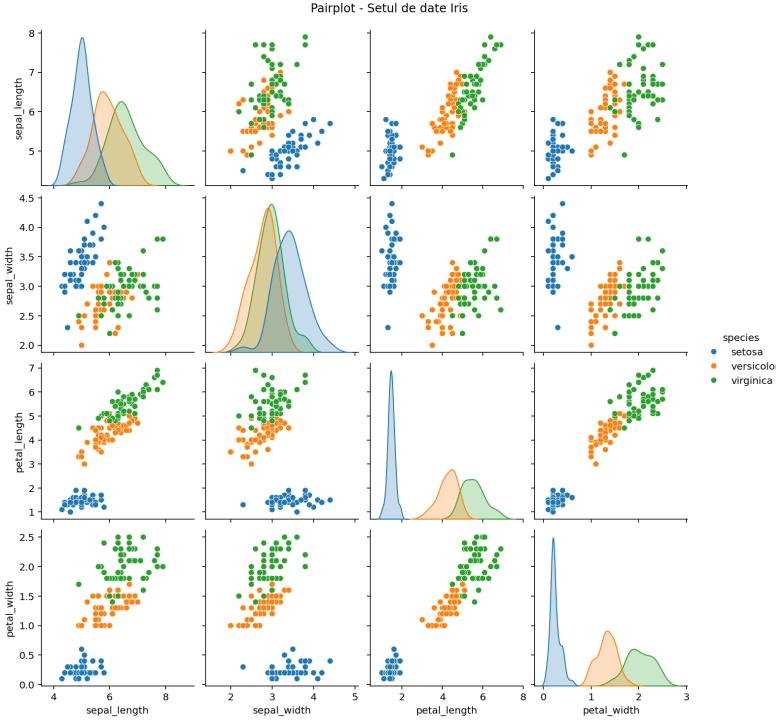 Pairplot - Setul de date Iris
sepal_length
8
7
6
5
sepal_width
4.5
4.0
3.5
3.0
2.5
2.0
species
setosa
versicolor
virginica
petal_length
7
6
5
4
3
2
1
petal_width
2.5
2.0
1.5
1.0
0.5
0.0
4 6 8
2 3 4 5
2 4 6 8
0 1 2 3
sepal_length sepal_width petal_length petal_width